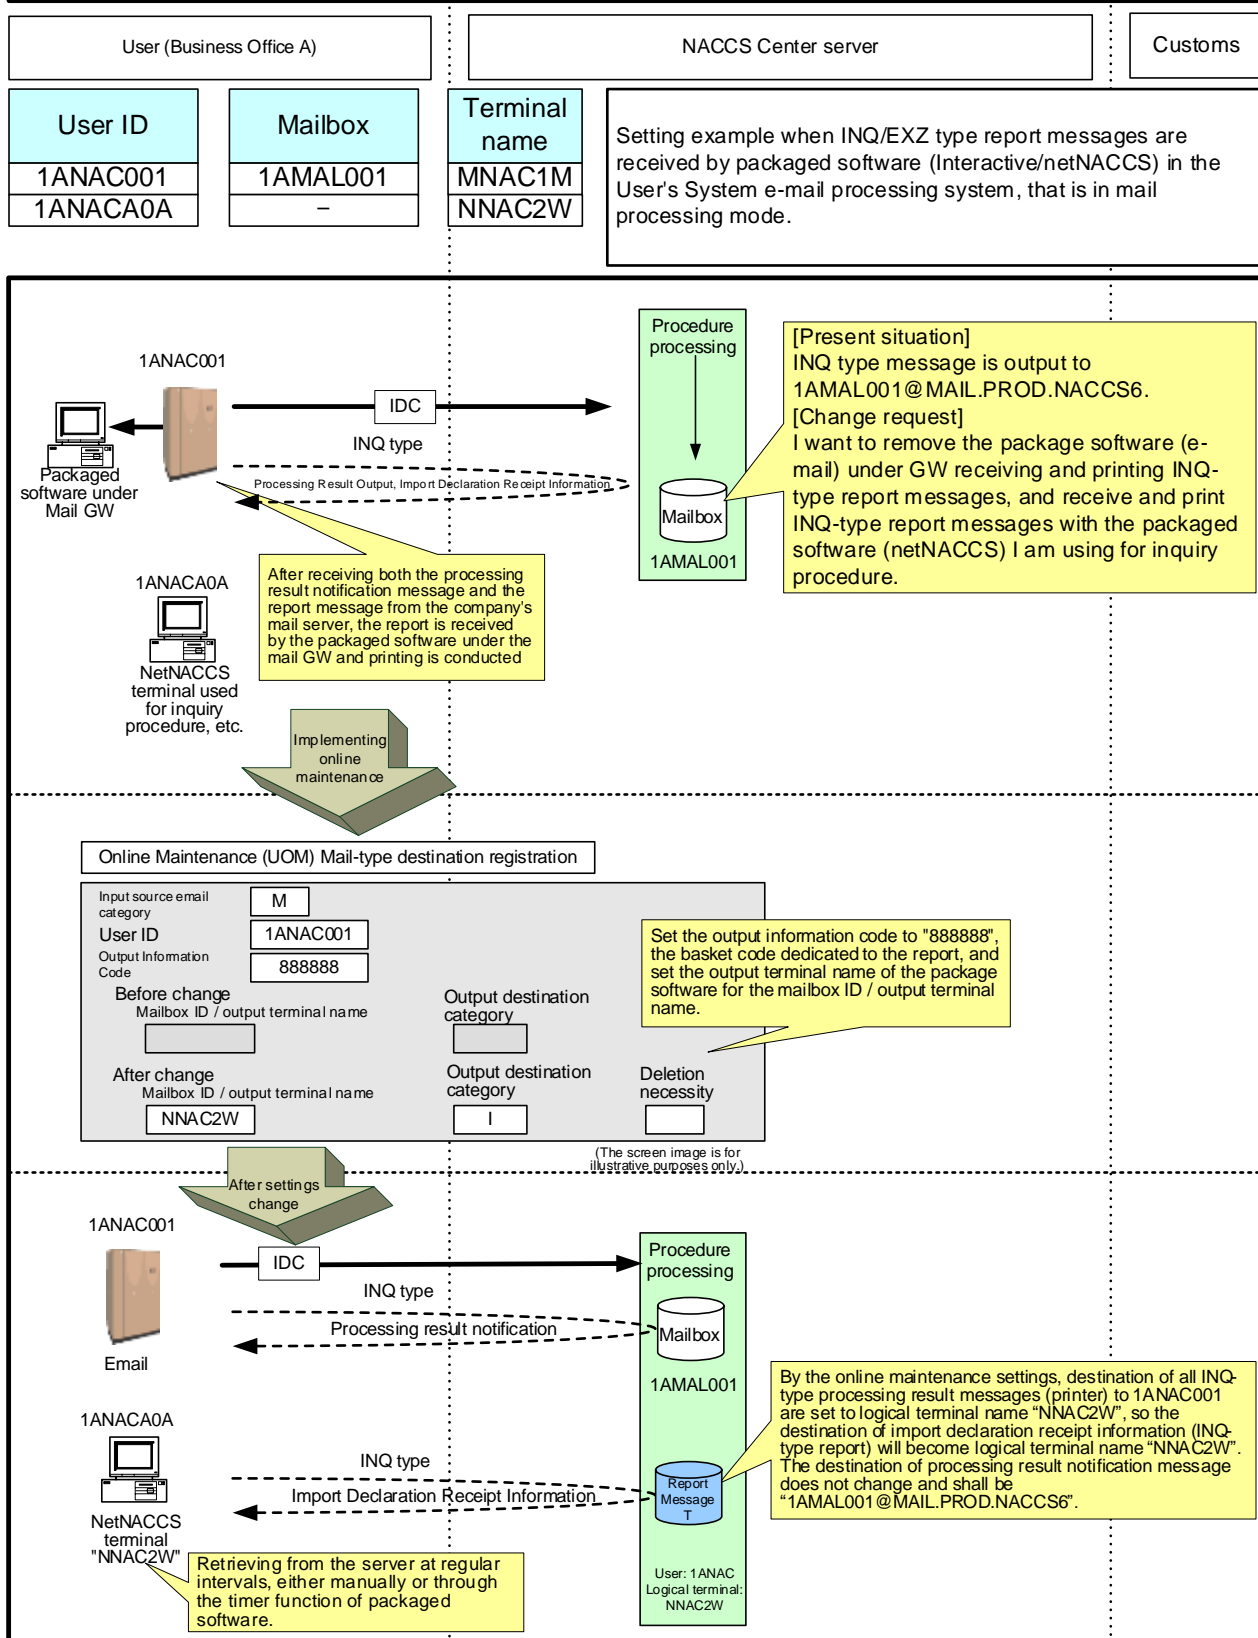 User (Business Office A)
NACCS Center server
Customs
User ID
Mailbox
Terminal
name
1ANAC001
1AMAL001
MNAC1M
1ANACA0A
–
NNAC2W
Setting example when INQ/EXZ type report messages are
received by packaged software (Interactive/netNACCS) in the
User's System e-mail processing system, that is in mail
processing mode.
1ANAC001
IDC
INQ type
Processing Result Output, Import Declaration Receipt Information
Packaged
software under
Mail GW
Procedure
processing
Mailbox
1AMAL001
[Present situation]
INQ type message is output to
1AMAL001@MAIL.PROD.NACCS6.
[Change request]
I want to remove the package software (e-
mail) under GW receiving and printing INQ-
type report messages, and receive and print
INQ-type report messages with the packaged
software (netNACCS) I am using for inquiry
procedure.
After receiving both the processing
result notification message and the
report message from the company's
mail server, the report is received
by the packaged software under the
mail GW and printing is conducted
1ANACA0A
NetNACCS
terminal used
for inquiry
procedure, etc.
Implementing
online
maintenance
Online Maintenance (UOM) Mail-type destination registration
Input source email
category
M
User ID
1ANAC001
Output Information
Code
888888
Before change
Mailbox ID / output terminal name
Output destination
category
After change
Mailbox ID / output terminal name
NNAC2W
Output destination
category
I
Deletion
necessity
Set the output information code to "888888",
the basket code dedicated to the report, and
set the output terminal name of the package
software for the mailbox ID / output terminal
name.
(The screen image is for
illustrative purposes only.)
After settings
change
1ANAC001
IDC
INQ type
Processing result notification
Email
Procedure
processing
Mailbox
1AMAL001
1ANACA0A
INQ type
Import Declaration Receipt Information
NetNACCS
terminal
"NNAC2W"
Report
Message
T
User: 1ANAC
Logical terminal:
NNAC2W
By the online maintenance settings, destination of all INQ-
type processing result messages (printer) to 1ANAC001
are set to logical terminal name “NNAC2W”, so the
destination of import declaration receipt information (INQ-
type report) will become logical terminal name “NNAC2W”.
The destination of processing result notification message
does not change and shall be
“1AMAL001@MAIL.PROD.NACCS6”.
Retrieving from the server at regular
intervals, either manually or through
the timer function of packaged
software.